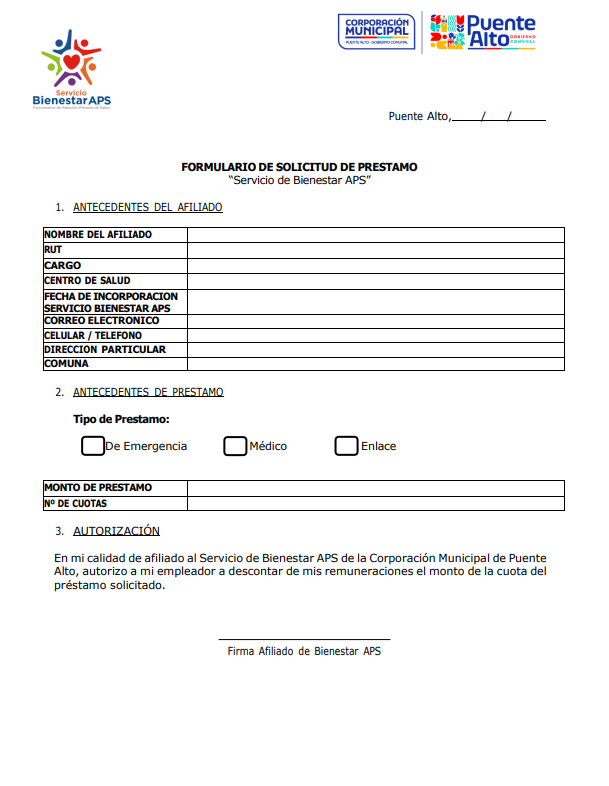 CORPORACIÓN
MUNICIPAL
PUENTE ALTO - GOBIERNO COMUNAL
Puente
Alto
GOBIERNO
COMUNAL
Servicio
Bienestar APS
Funcionarios de Atención Primaria de Salud
Puente Alto,_____/___/_____
FORMULARIO DE SOLICITUD DE PRESTAMO
“Servicio de Bienestar APS”
1. ANTECEDENTES DEL AFILIADO
NOMBRE DEL AFILIADO
RUT
CARGO
CENTRO DE SALUD
FECHA DE INCORPORACION
SERVICIO BIENESTAR APS
CORREO ELECTRONICO
CELULAR / TELEFONO
DIRECCION PARTICULAR
COMUNA
2. ANTECEDENTES DE PRESTAMO
Tipo de Prestamo:
De Emergencia Médico Enlace
MONTO DE PRESTAMO
Nº DE CUOTAS
3. AUTORIZACIÓN
En mi calidad de afiliado al Servicio de Bienestar APS de la Corporación Municipal de Puente
Alto, autorizo a mi empleador a descontar de mis remuneraciones el monto de la cuota del
préstamo solicitado.
Firma Afiliado de Bienestar APS